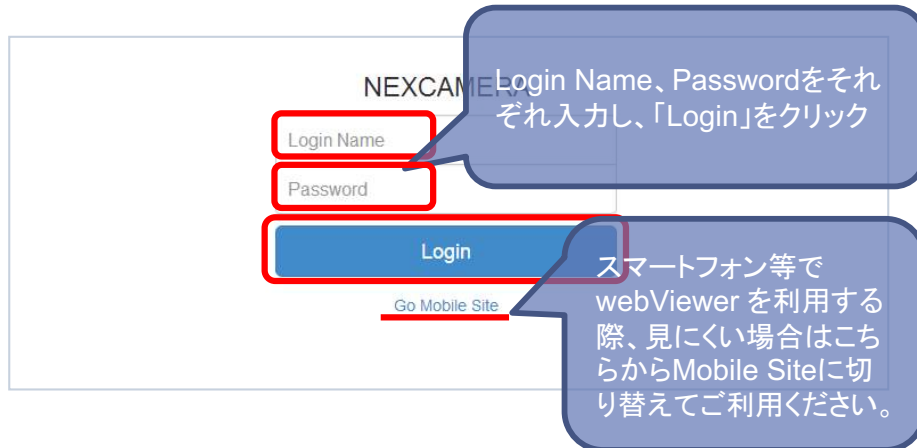 NEXCAMERA
Login Name、Passwordをそれ
ぞれ入力し、「Login」をクリック
Login Name
Password
Login
Go Mobile Site
スマートフォン等で
webViewer を利用する
際、見にくい場合はこち
らからMobile Siteに切
り替えてご利用ください。